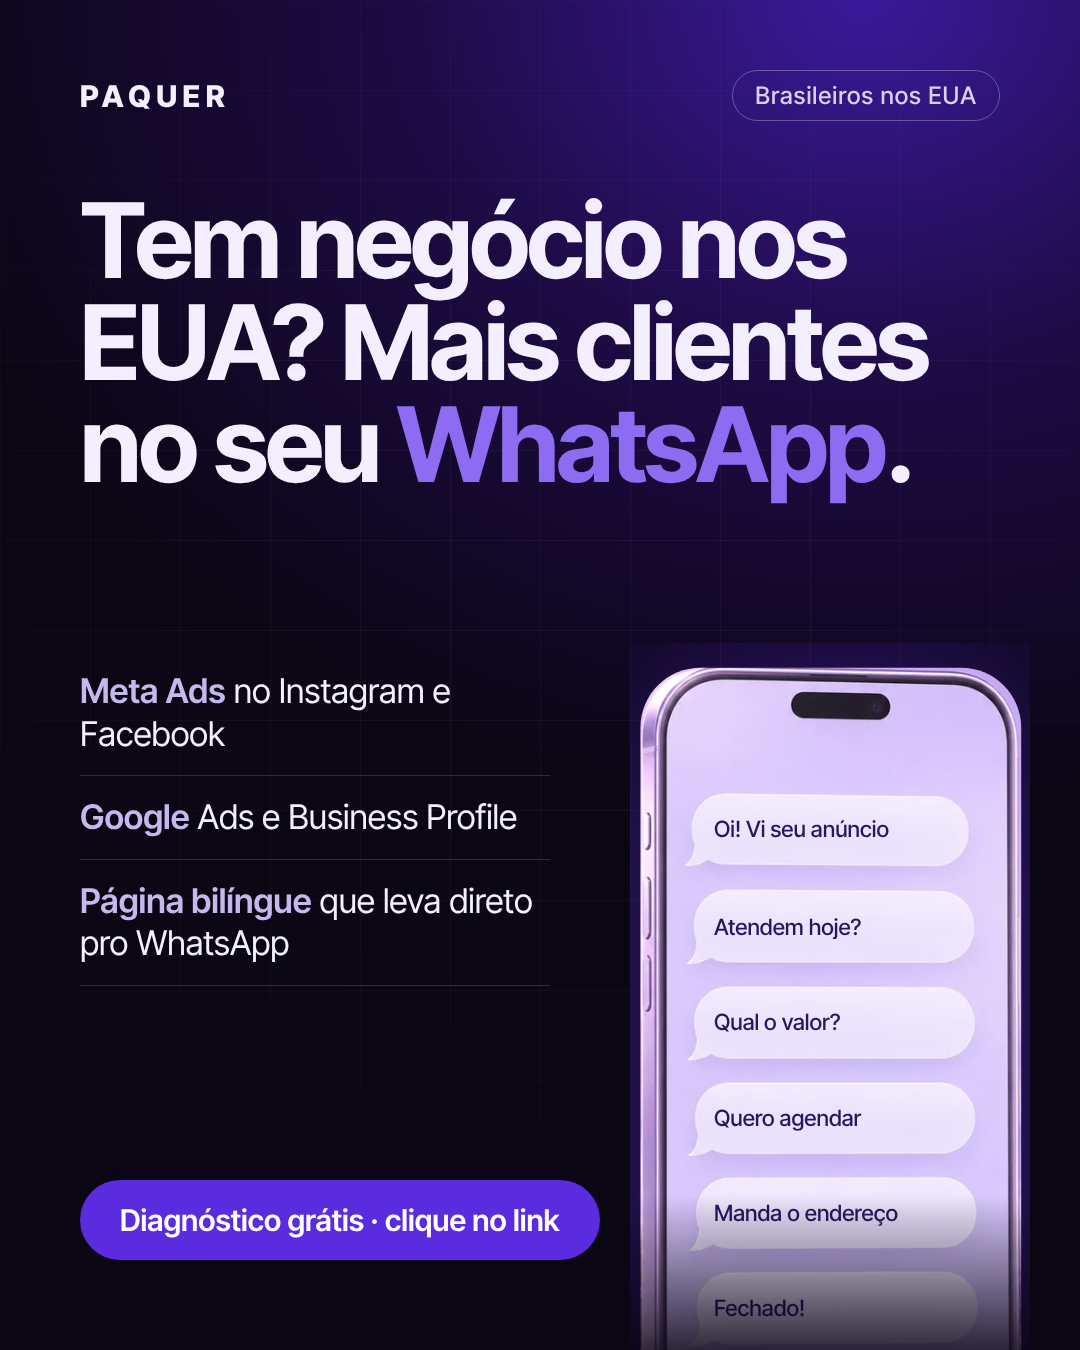 PAQUER
Brasileiros nos EUA
Tem negócio nos
EUA? Mais clientes
no seu WhatsApp.
Meta Ads no Instagram e
Facebook
Google Ads e Business Profile
Página bilíngue que leva direto
pro WhatsApp
Diagnóstico grátis · clique no link
Oi! Vi seu anúncio
Atendem hoje?
Qual o valor?
Quero agendar
Manda o endereço
Fechado!